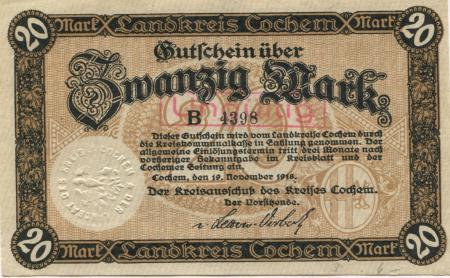 20 Mark Landkreis Cochem Mark 20
Gutschein über
Zwanzig Mark
Ungültig
B 4398
Dieser Gutschein wird vom Landkreise Cochem durch
die Kreiskommunalkasse in Zahlung genommen. Der
allgemeine Einlösungstermin tritt drei Monate nach
vorheriger Bekanntgabe im Kreisblatt und der
Cochemer Zeitung ein.
Cochem, den 19. November 1918.
Der Kreisausschuß des Kreises Cochem.
Der Vorsitzende.
20 Mark Landkreis Cochem Mark 20